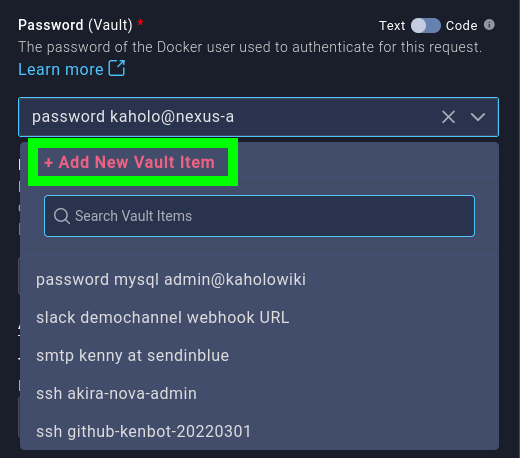 Password (Vault) *
Text Code
The password of the Docker user used to authenticate for this request.
Learn more
password kaholo@nexus-a
+ Add New Vault Item
Search Vault Items
password mysql admin@kaholowiki
slack demochannel webhook URL
smtp kenny at sendinblue
ssh akira-nova-admin
ssh github-kenbot-20220301